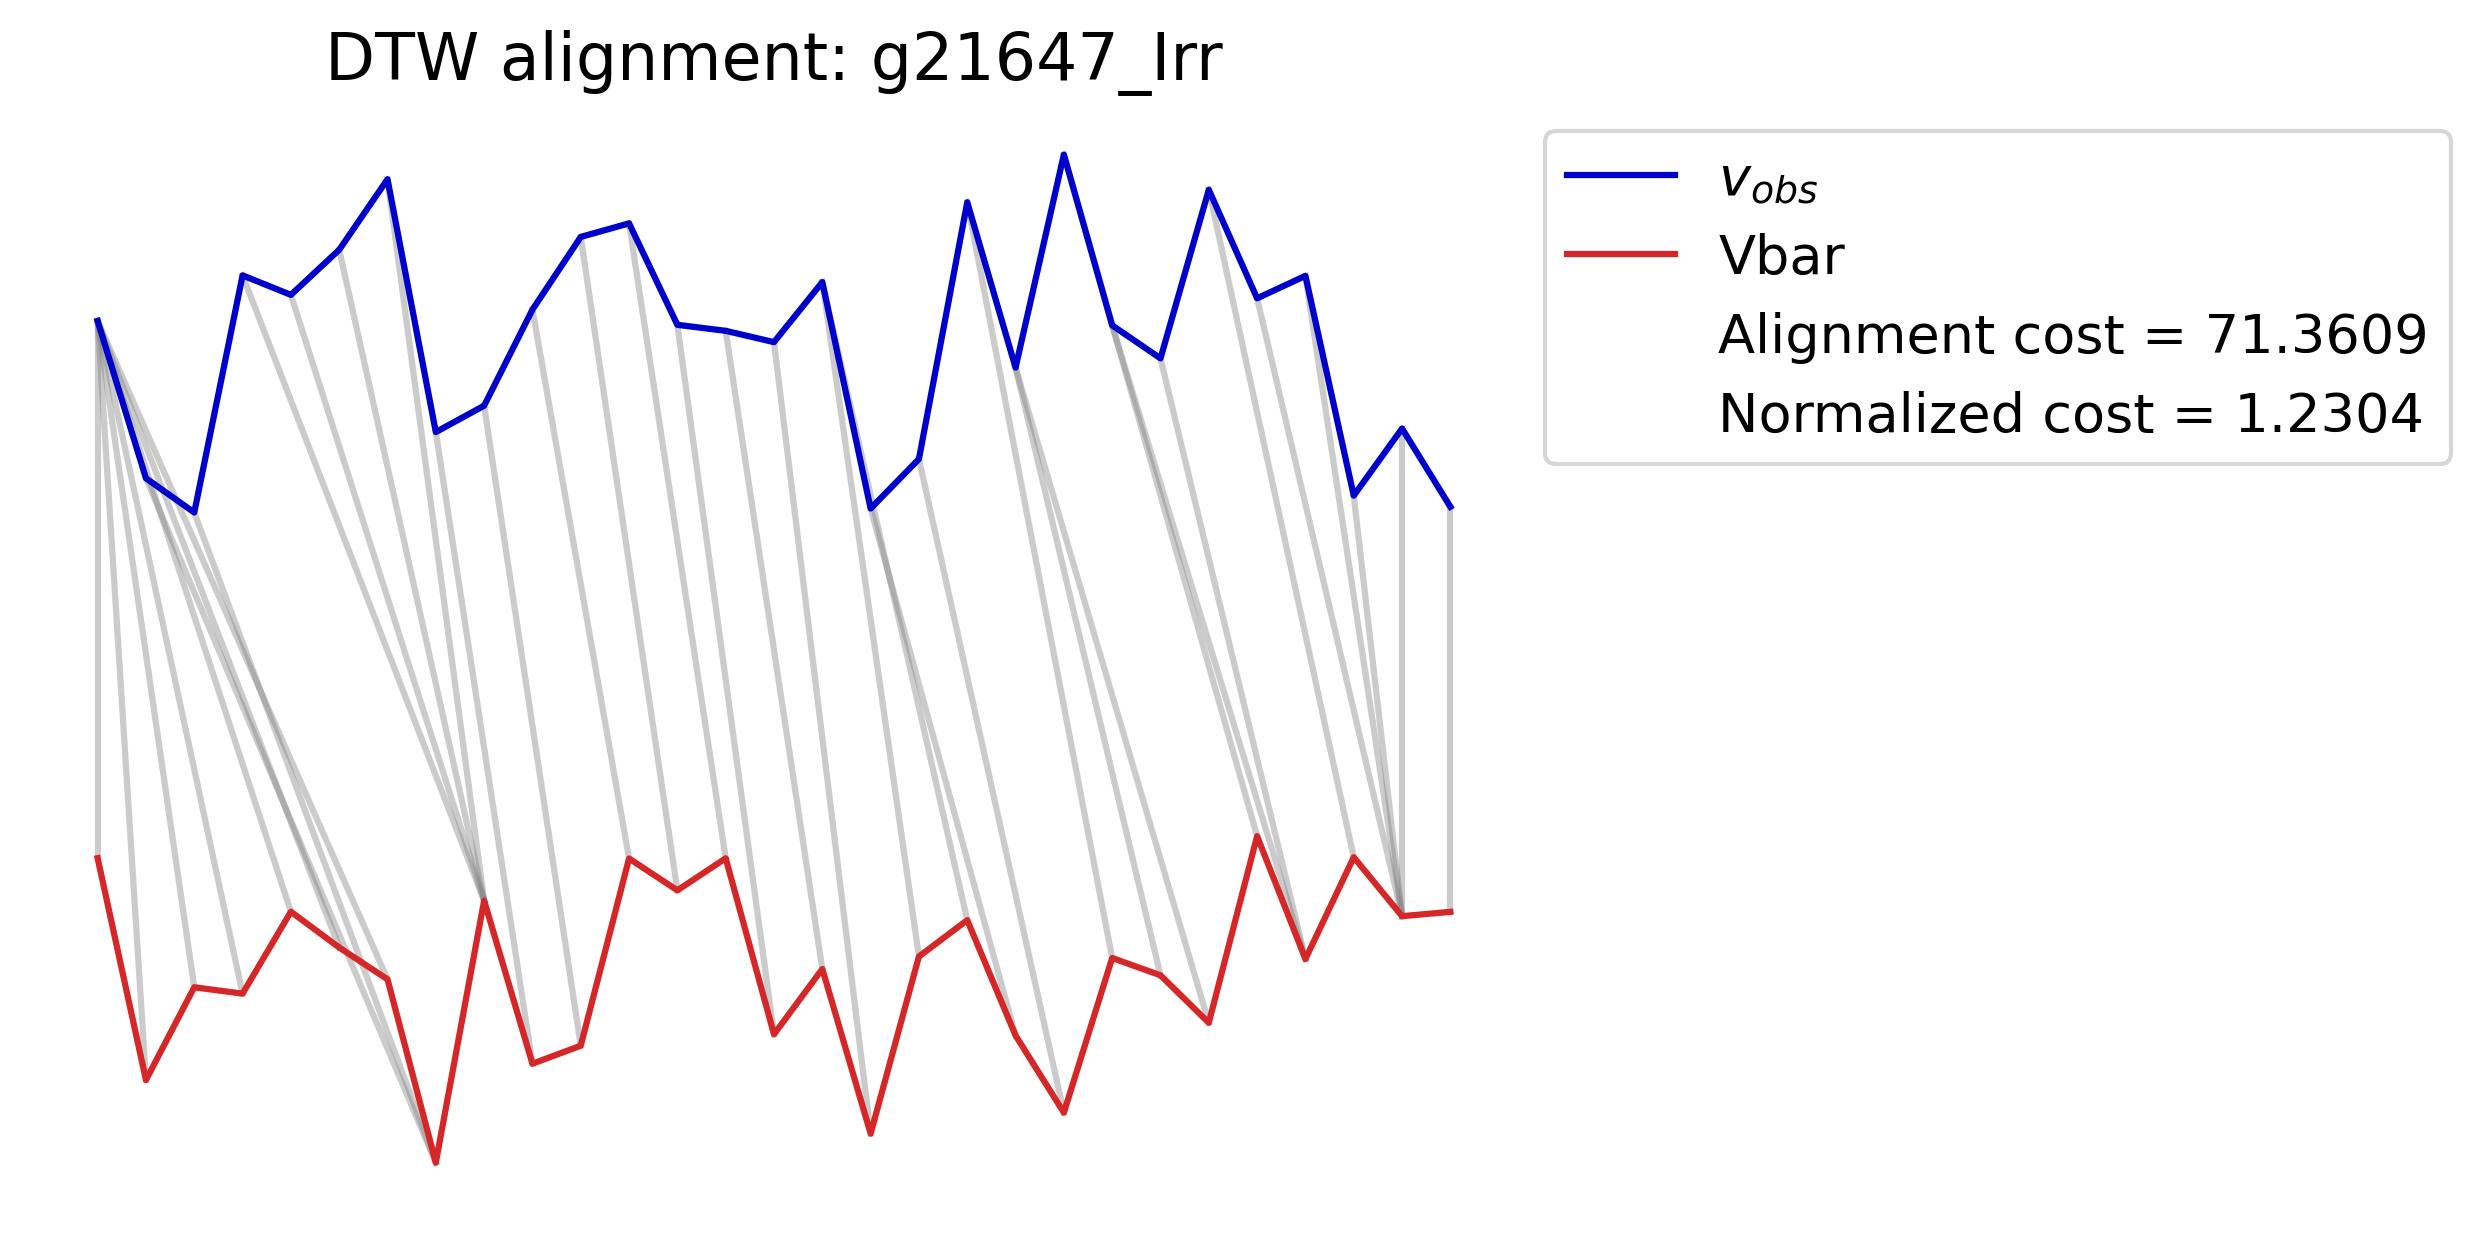 DTW alignment: g21647_Irr
v_obs
Vbar
Alignment cost = 71.3609
Normalized cost = 1.2304